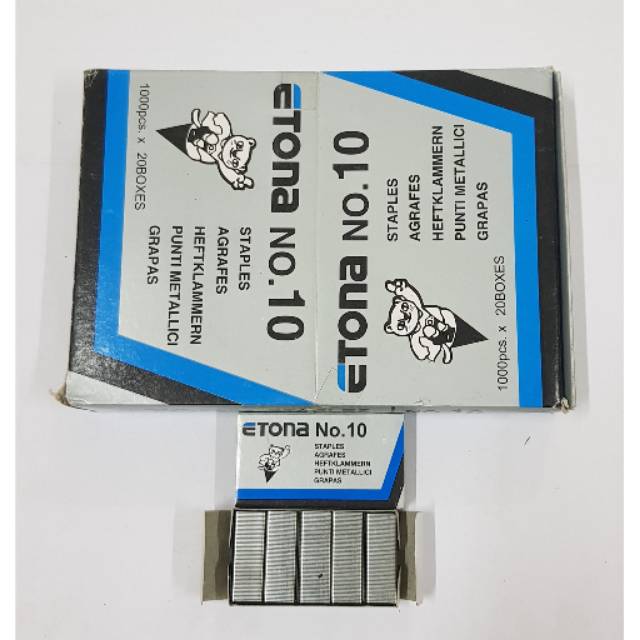 ETONA NO.10
STAPLES
AGRAFES
HEFTKLAMMERN
PUNTI METALLICI
GRAPAS
1000pcs. x 20BOXES
ETONA NO.10
STAPLES
AGRAFES
HEFTKLAMMERN
PUNTI METALLICI
GRAPAS
1000pcs. x 20BOXES
ETONA No.10
STAPLES
AGRAFES
HEFTKLAMMERN
PUNTI METALLICI
GRAPAS